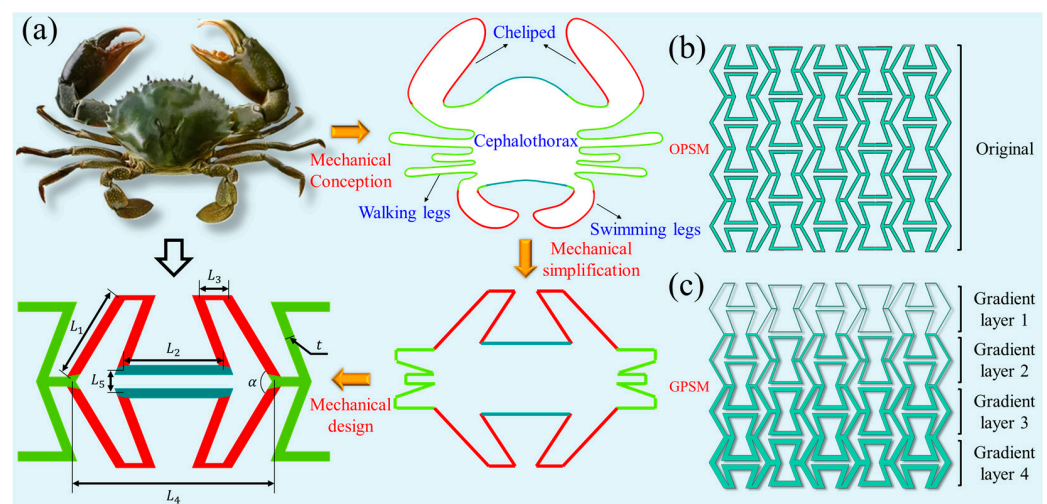 (a)
Mechanical
Conception
Cheliped
Cephalothorax
Walking legs
Swimming legs
Mechanical
simplification
Mechanical
design
L₁
L₂
L₃
L₄
L₅
α
t
(b)
OPSM
Original
(c)
GPSM
Gradient
layer 1
Gradient
layer 2
Gradient
layer 3
Gradient
layer 4